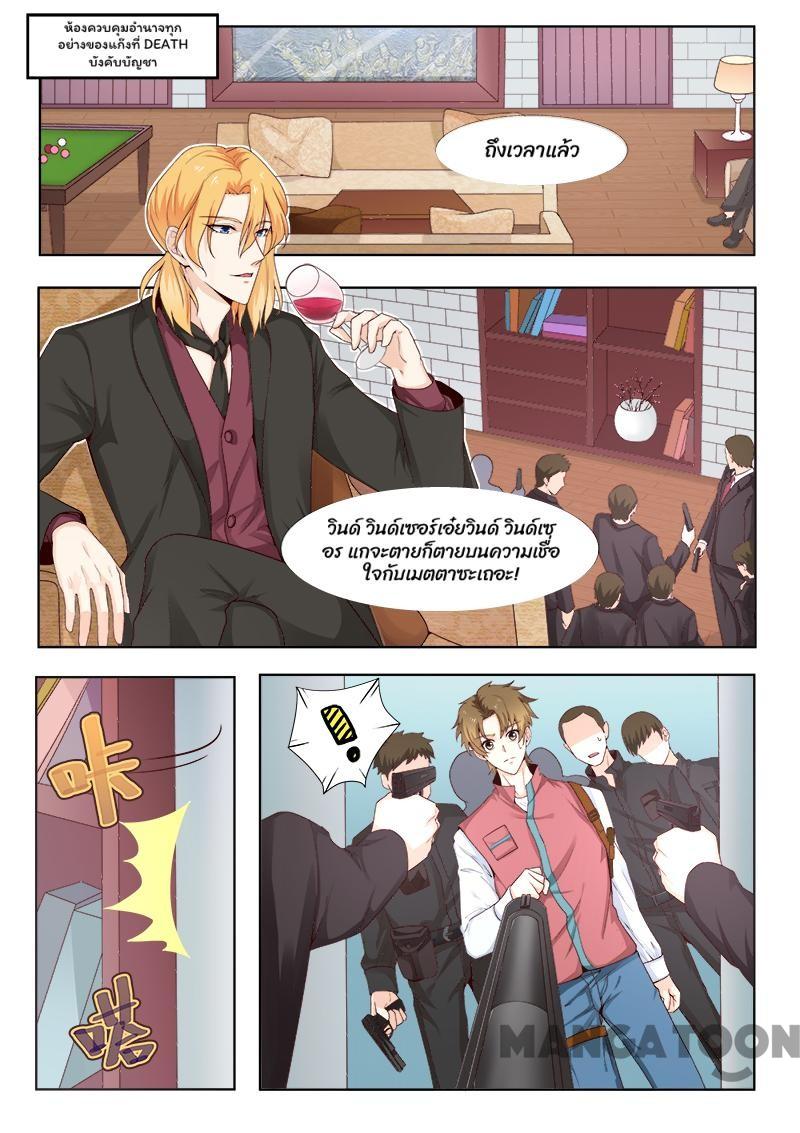 ห้องควบคุมอำนาจทุก
อย่างของแก๊งที่ DEATH
บังคับบัญชา
ถึงเวลาแล้ว
วินด์ วินด์เซอร์เอ๋ยวินด์ วินด์เซ
อร แกจะตายก็ตายบนความเชื่อ
ใจกับเมตตาซะเถอะ!
咔
嗒
!
MANGATOON